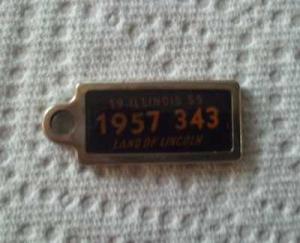 19 ILLINOIS 55
1957 343
LAND OF LINCOLN